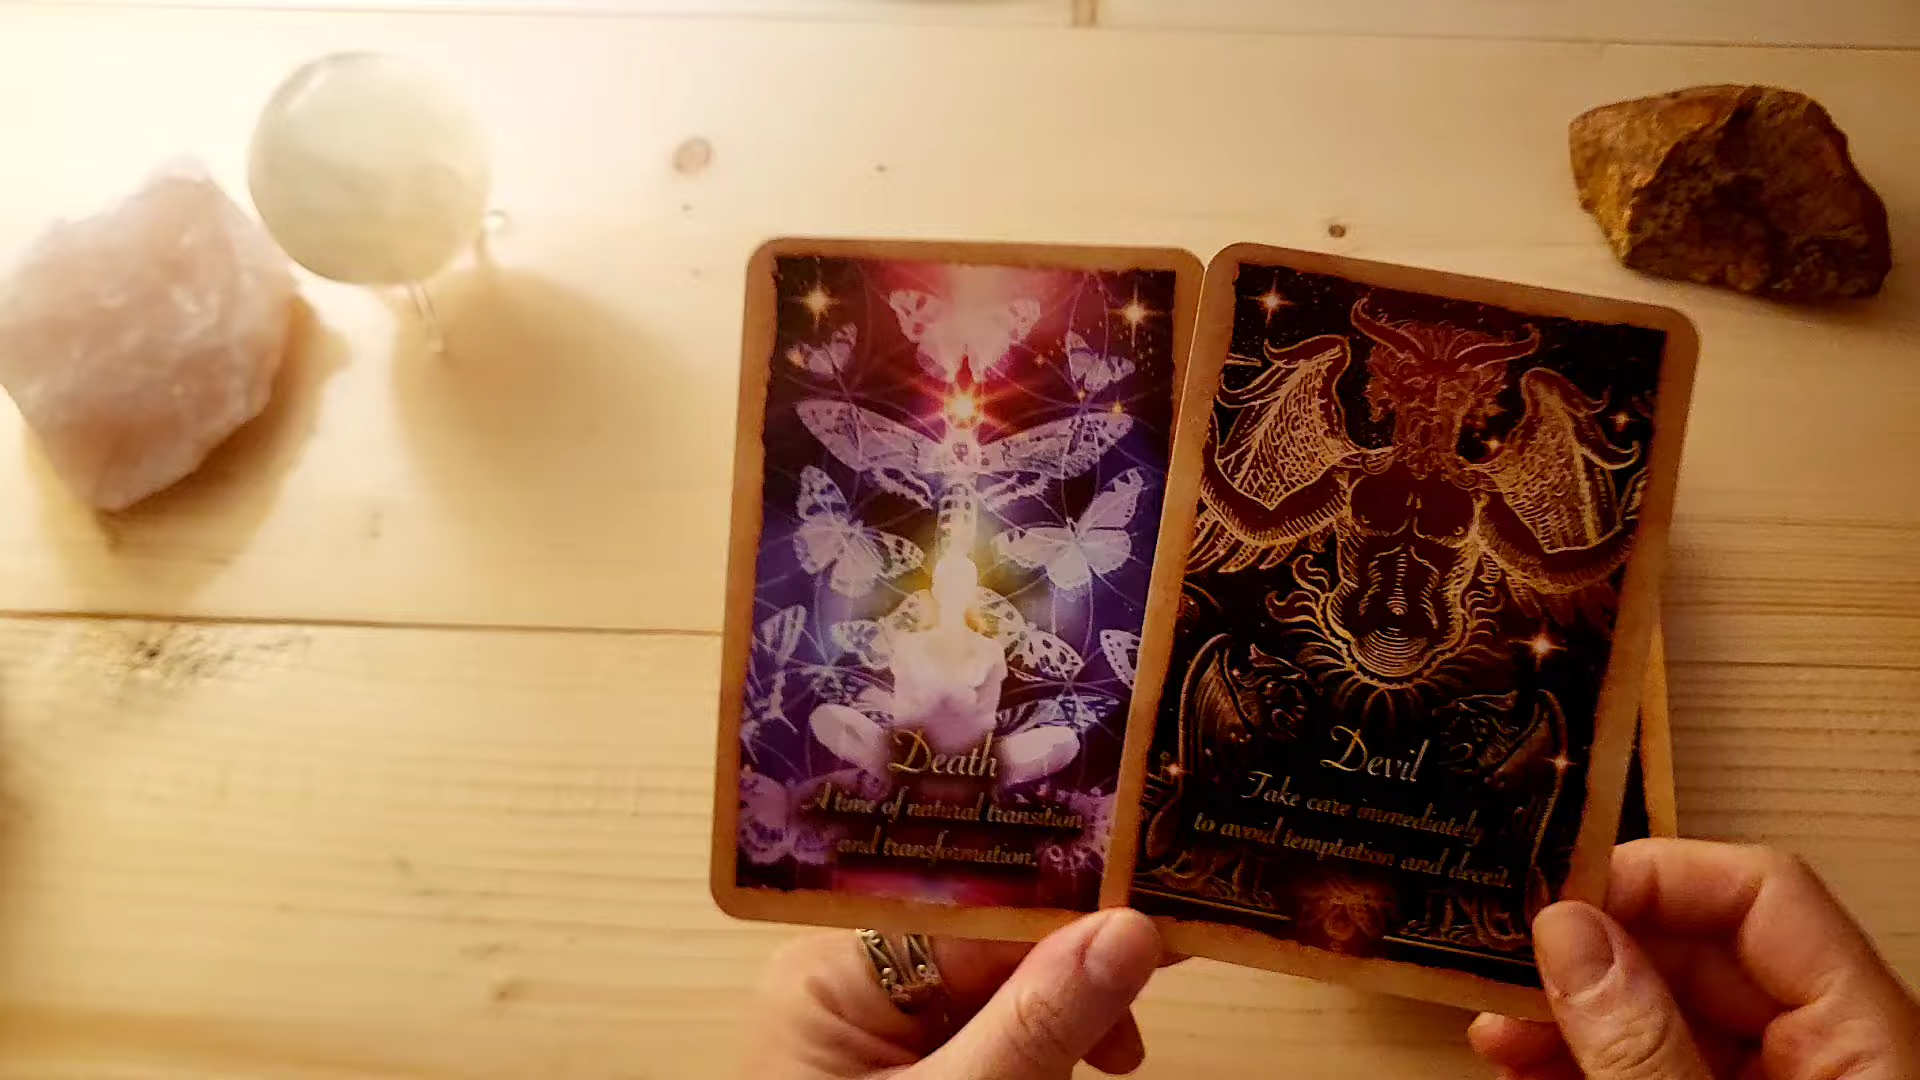 Death
A time of natural transition
and transformation.
Devil
Take care immediately
to avoid temptation and deceit.